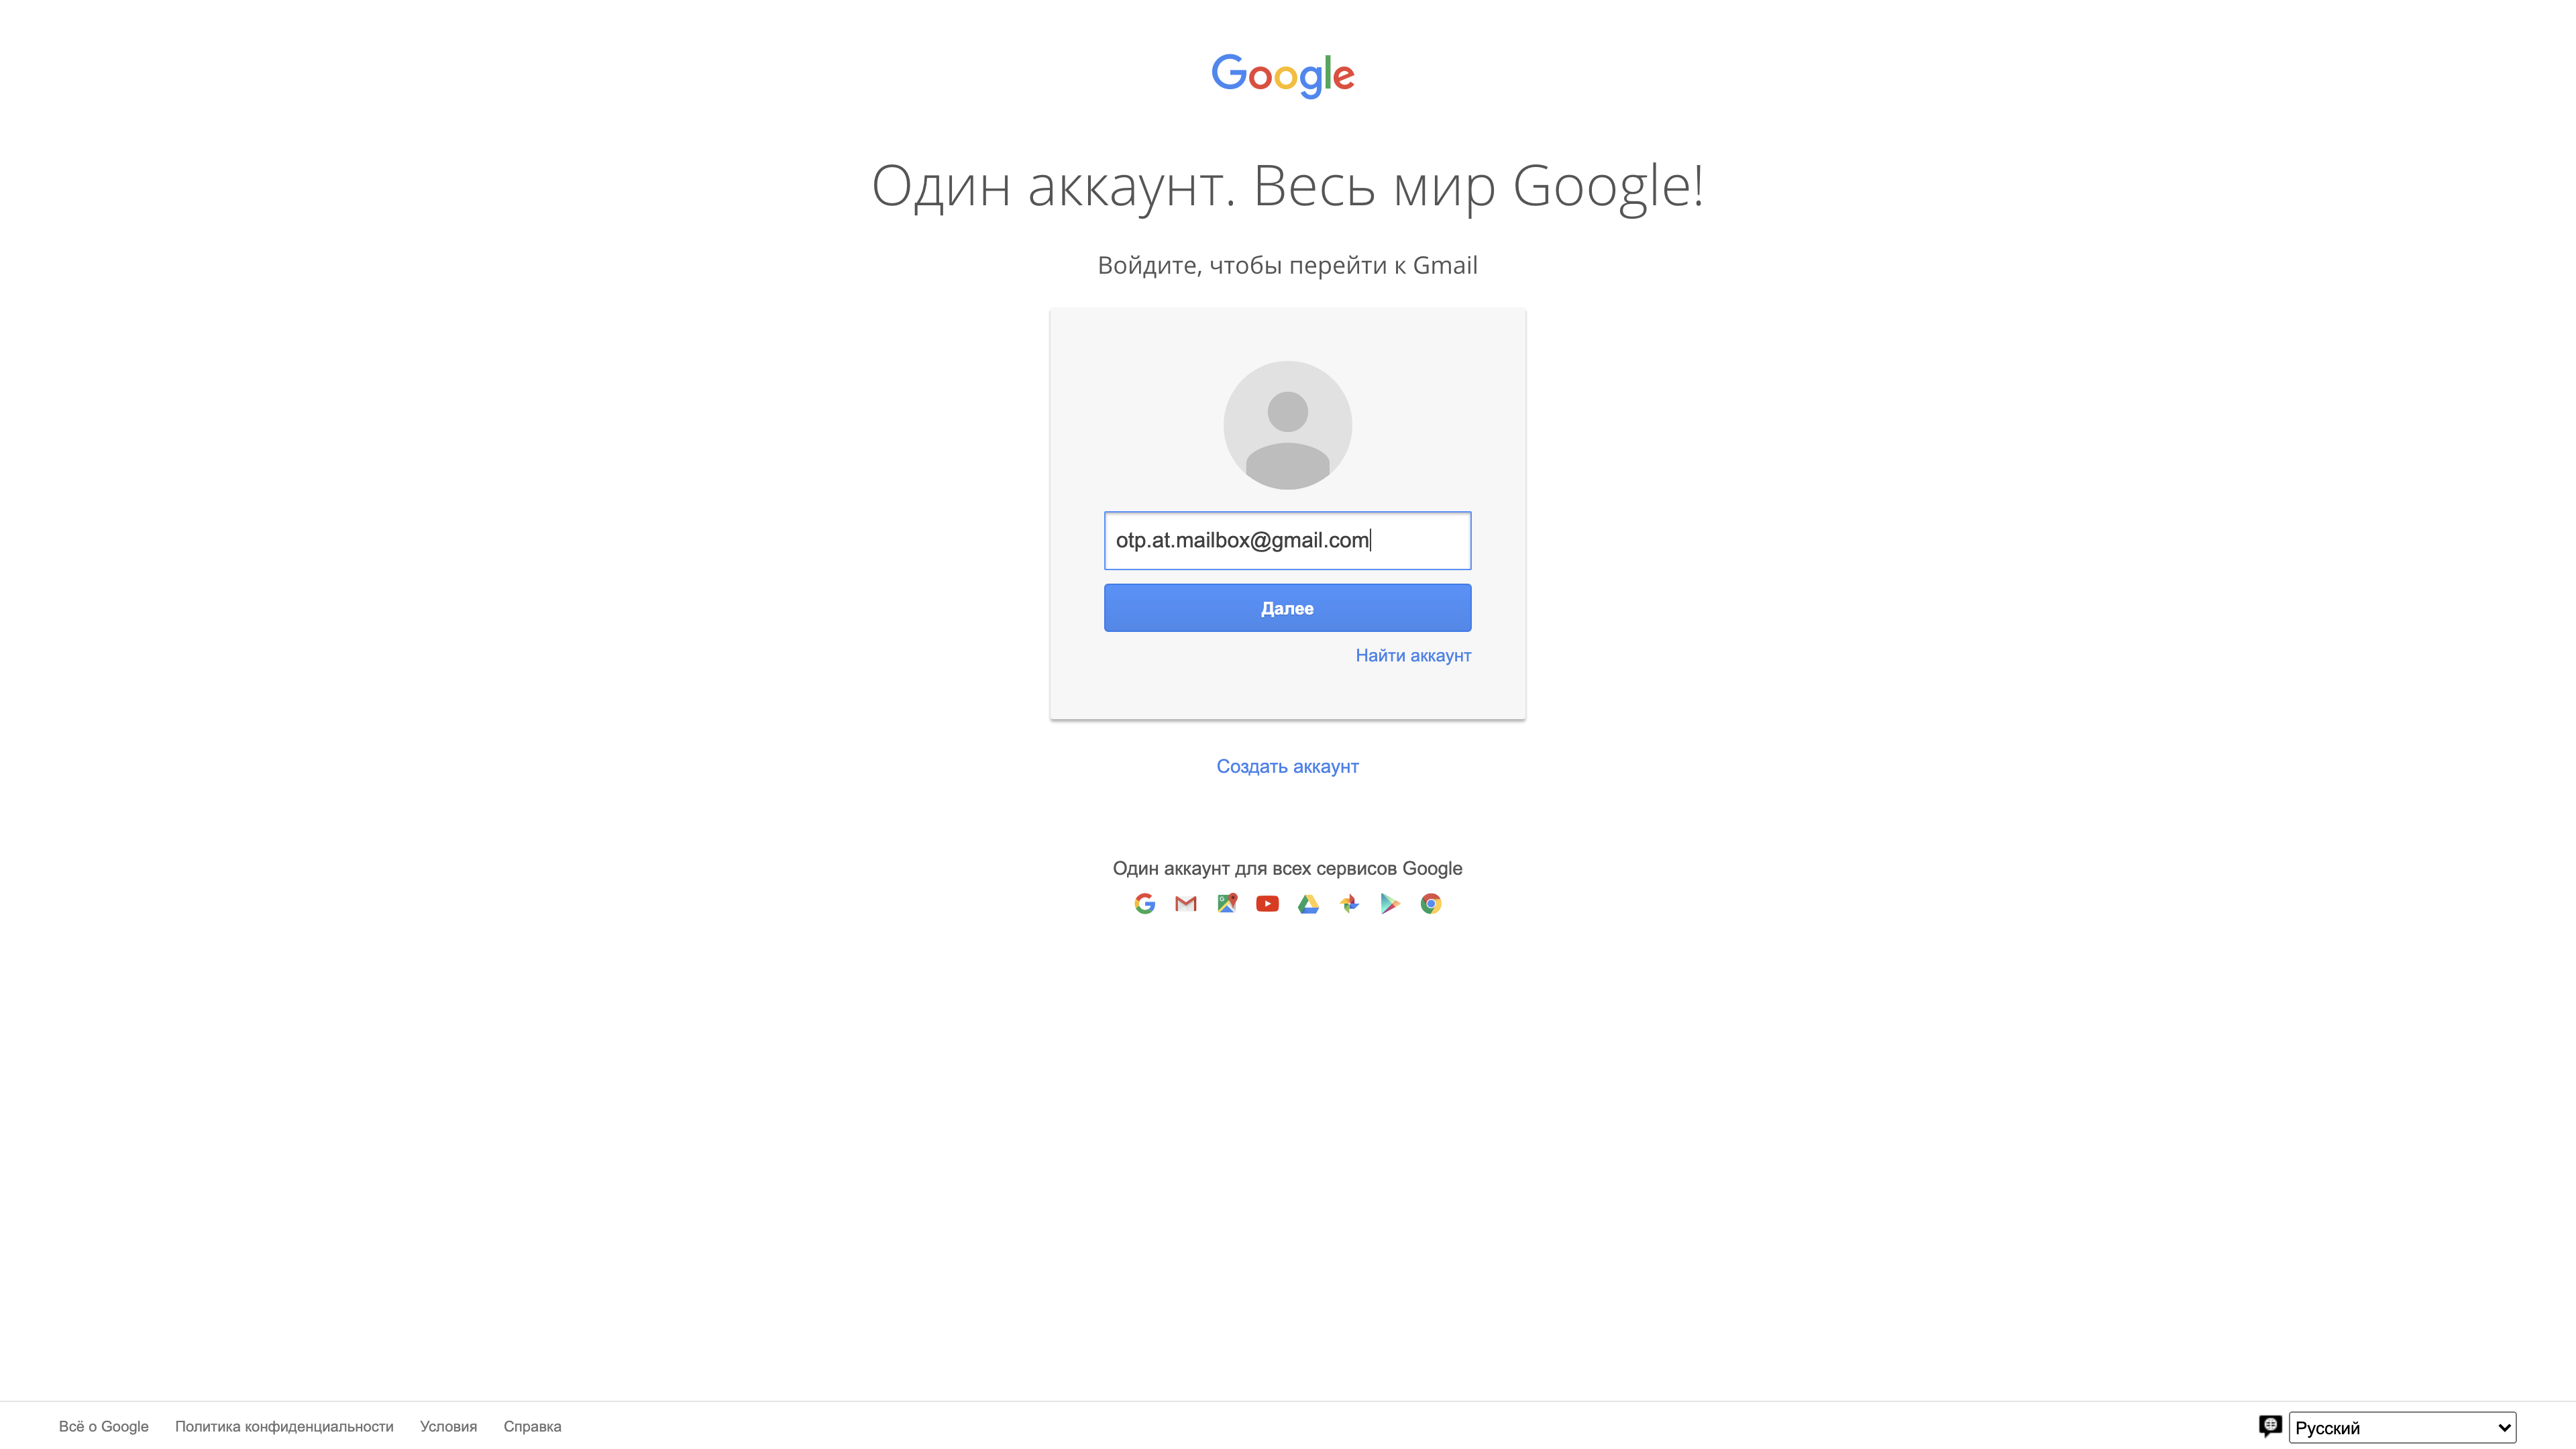 Google
Один аккаунт. Весь мир Google!
Войдите, чтобы перейти к Gmail
otp.at.mailbox@gmail.com
Далее
Найти аккаунт
Создать аккаунт
Один аккаунт для всех сервисов Google
Всё о Google Политика конфиденциальности Условия Справка Русский